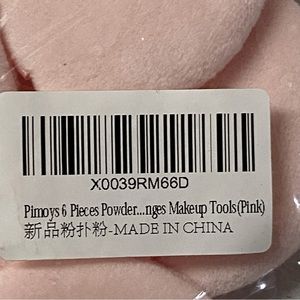 X0039RM66D
Pimoys 6 Pieces Powder...nges Makeup Tools(Pink)
新品粉扑粉-MADE IN CHINA